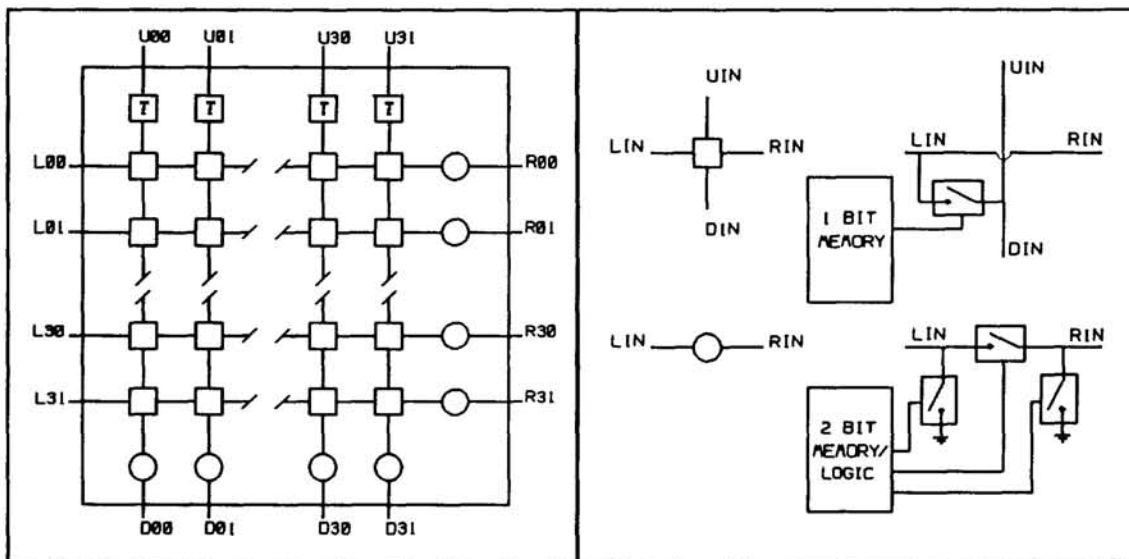 U00 U01 U30 U31
T T T T
L00 R00
L01 R01
L30 R30
L31 R31
D00 D01 D30 D31
UIN
LIN RIN
DIN
UIN
LIN RIN
1 BIT
MEMORY
DIN
LIN RIN
LIN RIN
2 BIT
MEMORY/
LOGIC